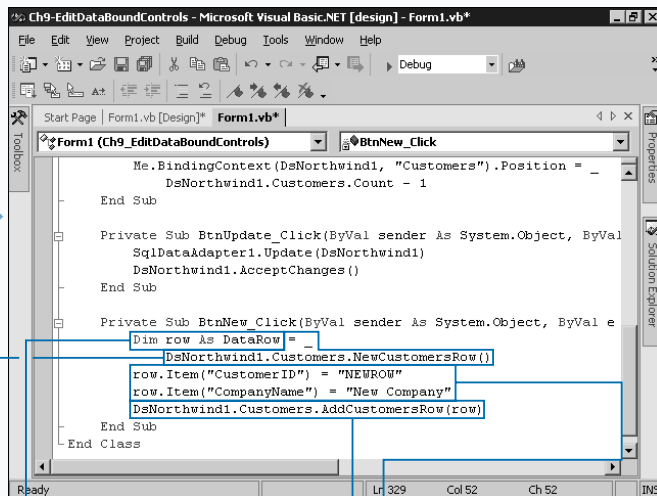 Ch9-EditDataBoundControls - Microsoft Visual Basic.NET [design] - Form1.vb*
File Edit View Project Build Debug Tools Window Help
Debug
Start Page Form1.vb [Design]* Form1.vb*
Toolbox
Form1 (Ch9_EditDataBoundControls) BtnNew_Click
Properties
Solution Explorer
Me.BindingContext(DsNorthwind1, "Customers").Position = _
DsNorthwind1.Customers.Count - 1
End Sub
Private Sub BtnUpdate_Click(ByVal sender As System.Object, ByVal
SqlDataAdapter1.Update(DsNorthwind1)
DsNorthwind1.AcceptChanges()
End Sub
Private Sub BtnNew_Click(ByVal sender As System.Object, ByVal e
Dim row As DataRow = _
DsNorthwind1.Customers.NewCustomersRow()
row.Item("CustomerID") = "NEWROW"
row.Item("CompanyName") = "New Company"
DsNorthwind1.Customers.AddCustomersRow(row)
End Sub
End Class
Ready Ln 329 Col 52 Ch 52 INS